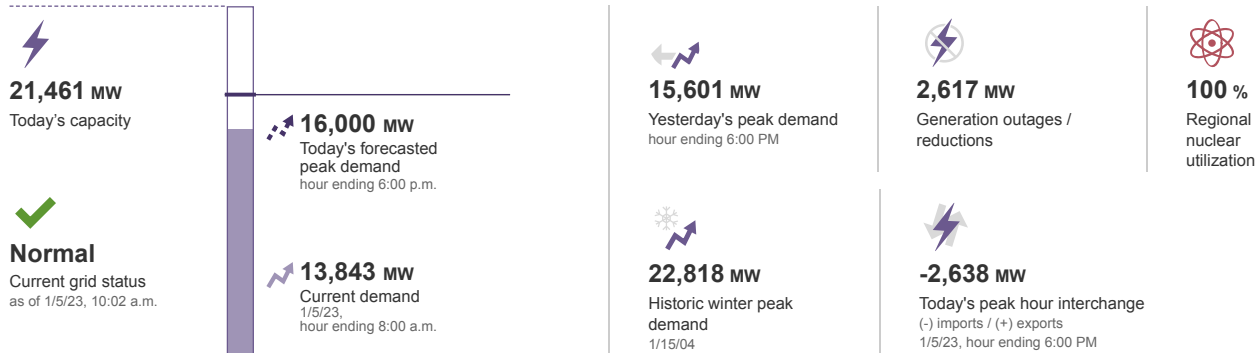 21,461 MW
Today's capacity
Normal
Current grid status
as of 1/5/23, 10:02 a.m.
16,000 MW
Today's forecasted
peak demand
hour ending 6:00 p.m.
13,843 MW
Current demand
1/5/23,
hour ending 8:00 a.m.
15,601 MW
Yesterday's peak demand
hour ending 6:00 PM
2,617 MW
Generation outages /
reductions
100 %
Regional
nuclear
utilization
22,818 MW
Historic winter peak
demand
1/15/04
-2,638 MW
Today's peak hour interchange
(-) imports / (+) exports
1/5/23, hour ending 6:00 PM